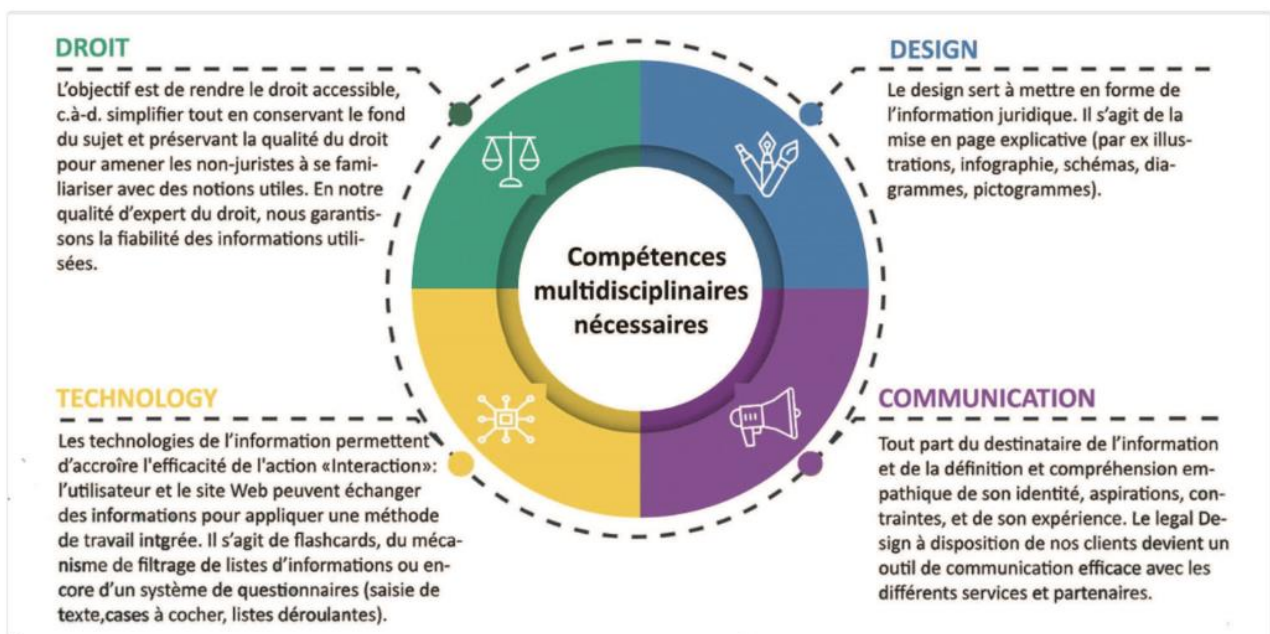 DROIT
L'objectif est de rendre le droit accessible,
c.à-d. simplifier tout en conservant le fond
du sujet et préservant la qualité du droit
pour amener les non-juristes à se fami-
liariser avec des notions utiles. En notre
qualité d'expert du droit, nous garantis-
sons la fiabilité des informations utili-
sées.
DESIGN
Le design sert à mettre en forme de
l'information juridique. Il s'agit de la
mise en page explicative (par ex illus-
trations, infographie, schémas, dia-
grammes, pictogrammes).
Compétences
multidisciplinaires
nécessaires
TECHNOLOGY
Les technologies de l'information permettent
d'accroîre l'efficacité de l'action «Interaction»:
l'utilisateur et le site Web peuvent échanger
des informations pour appliquer une méthode
de travail intgrée. Il s'agit de flashcards, du méca-
nisme de filtrage de listes d'informations ou en-
core d'un système de questionnaires (saisie de
texte,cases à cocher, listes déroulantes).
COMMUNICATION
Tout part du destinataire de l'information
et de la définition et compréhension em-
pathique de son identité, aspirations, con-
traintes, et de son expérience. Le legal De-
sign à disposition de nos clients devient un
outil de communication efficace avec les
différents services et partenaires.